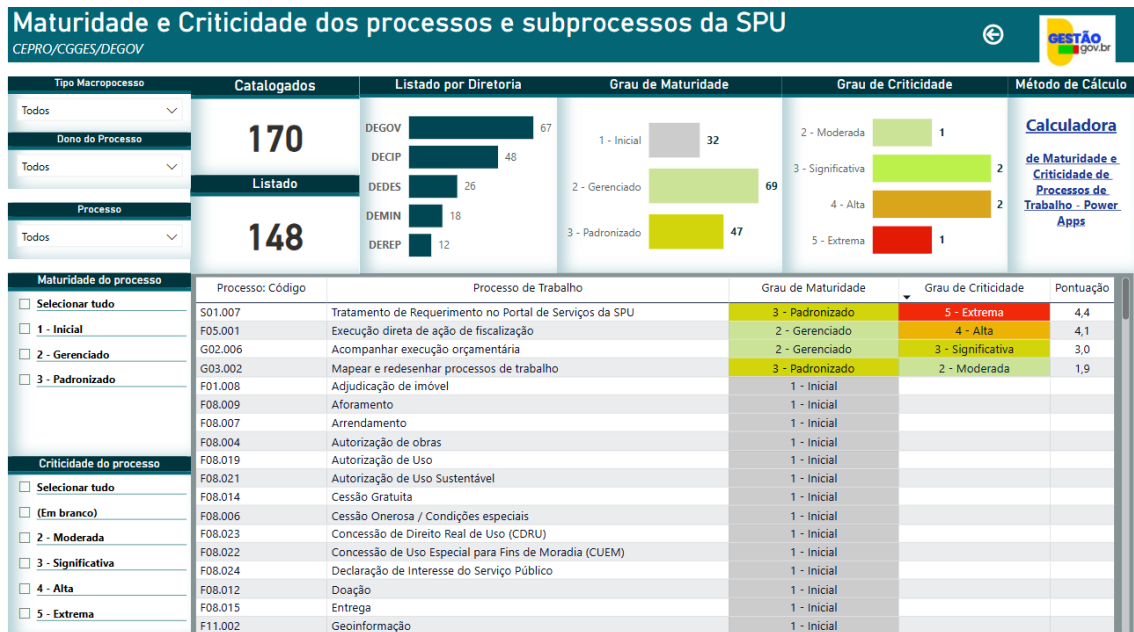 Maturidade e Criticidade dos processos e subprocessos da SPU
CEPRO/CGGES/DEGOV
GESTÃO
gov.br
Tipo Macropocesso
Todos
Dono do Processo
Todos
Processo
Todos
Catalogados
170
Listado
148
Listado por Diretoria
DEGOV 67
DECIP 48
DEDES 26
DEMIN 18
DEREP 12
Grau de Maturidade
1 - Inicial 32
2 - Gerenciado 69
3 - Padronizado 47
Grau de Criticidade
2 - Moderada 1
3 - Significativa 2
4 - Alta 2
5 - Extrema 1
Método de Cálculo
Calculadora
de Maturidade e
Criticidade de
Processos de
Trabalho - Power
Apps
Maturidade do processo
Selecionar tudo
1 - Inicial
2 - Gerenciado
3 - Padronizado
Criticidade do processo
Selecionar tudo
(Em branco)
2 - Moderada
3 - Significativa
4 - Alta
5 - Extrema
Processo: Código Processo de Trabalho Grau de Maturidade Grau de Criticidade Pontuação
S01.007 Tratamento de Requerimento no Portal de Serviços da SPU 3 - Padronizado 5 - Extrema 4,4
F05.001 Execução direta de ação de fiscalização 2 - Gerenciado 4 - Alta 4,1
G02.006 Acompanhar execução orçamentária 2 - Gerenciado 3 - Significativa 3,0
G03.002 Mapear e redesenhar processos de trabalho 3 - Padronizado 2 - Moderada 1,9
F01.008 Adjudicação de imóvel 1 - Inicial
F08.009 Aforamento 1 - Inicial
F08.007 Arrendamento 1 - Inicial
F08.004 Autorização de obras 1 - Inicial
F08.019 Autorização de Uso 1 - Inicial
F08.021 Autorização de Uso Sustentável 1 - Inicial
F08.014 Cessão Gratuita 1 - Inicial
F08.006 Cessão Onerosa / Condições especiais 1 - Inicial
F08.023 Concessão de Direito Real de Uso (CDRU) 1 - Inicial
F08.022 Concessão de Uso Especial para Fins de Moradia (CUEM) 1 - Inicial
F08.024 Declaração de Interesse do Serviço Público 1 - Inicial
F08.012 Doação 1 - Inicial
F08.015 Entrega 1 - Inicial
F11.002 Geoinformação 1 - Inicial